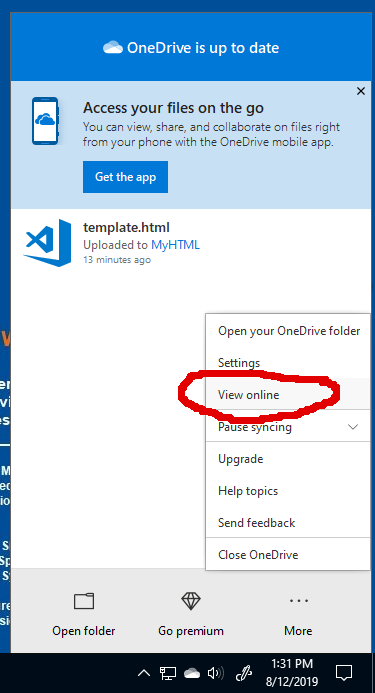 OneDrive is up to date
Access your files on the go
You can view, share, and collaborate on files right
from your phone with the OneDrive mobile app.
Get the app
template.html
Uploaded to MyHTML
13 minutes ago
Open your OneDrive folder
Settings
View online
Pause syncing
Upgrade
Help topics
Send feedback
Close OneDrive
Open folder
Go premium
More
1:31 PM
8/12/2019